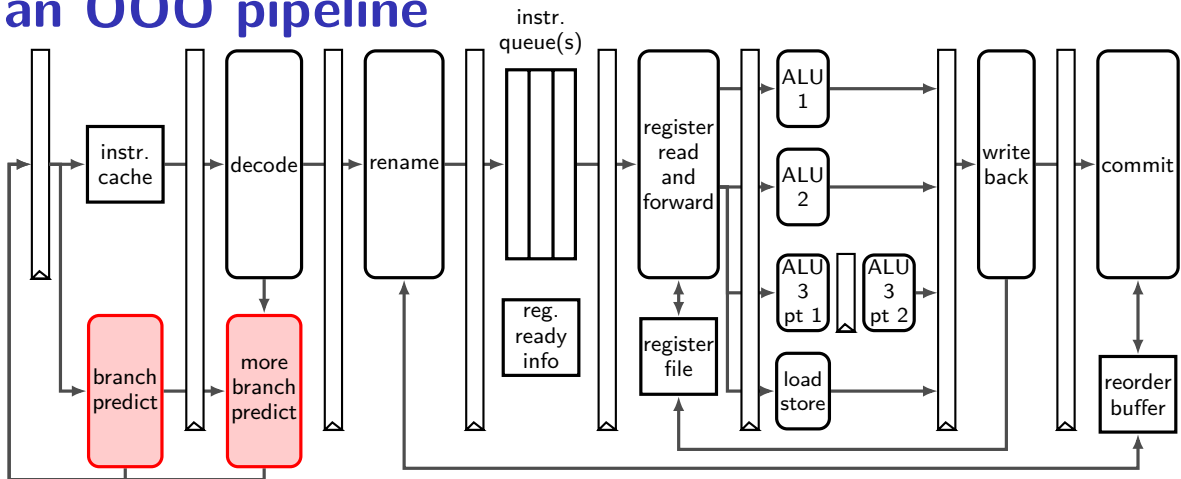 an OOO pipeline
instr.
queue(s)
instr.
cache
decode
rename
register
read
and
forward
ALU
1
ALU
2
ALU
3
pt 1
ALU
3
pt 2
load
store
write
back
commit
branch
predict
more
branch
predict
reg.
ready
info
register
file
reorder
buffer